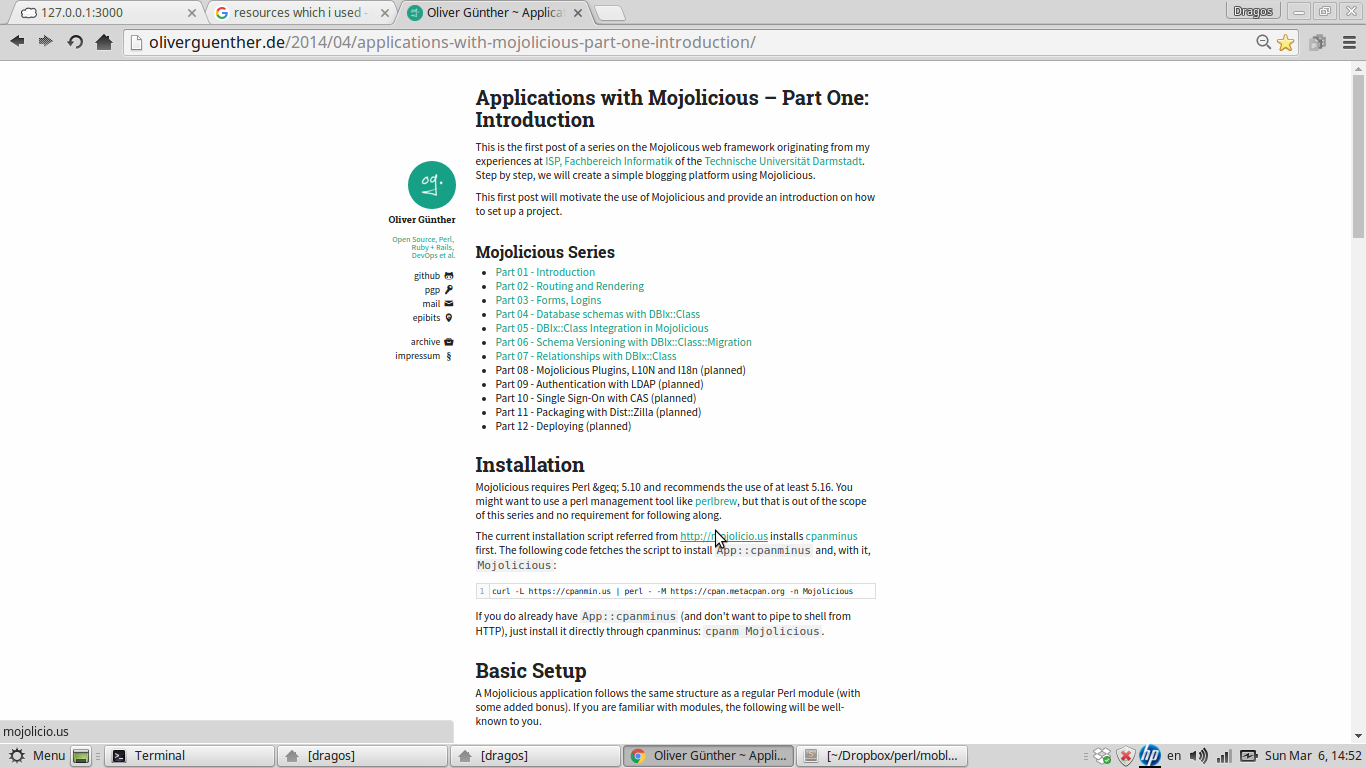 127.0.0.1:3000
resources which i used -
Oliver Günther ~ Applica
Dragos
oliverguenther.de/2014/04/applications-with-mojolicious-part-one-introduction/
Applications with Mojolicious – Part One:
Introduction
This is the first post of a series on the Mojolicous web framework originating from my
experiences at ISP, Fachbereich Informatik of the Technische Universität Darmstadt.
Step by step, we will create a simple blogging platform using Mojolicious.
This first post will motivate the use of Mojolicious and provide an introduction on how
to set up a project.
og.
Oliver Günther
Open Source, Perl,
Ruby + Rails,
DevOps et al.
github
pgp
mail
epibits
archive
impressum §
Mojolicious Series
• Part 01 - Introduction
• Part 02 - Routing and Rendering
• Part 03 - Forms, Logins
• Part 04 - Database schemas with DBIx::Class
• Part 05 - DBIx::Class Integration in Mojolicious
• Part 06 - Schema Versioning with DBIx::Class::Migration
• Part 07 - Relationships with DBIx::Class
• Part 08 - Mojolicious Plugins, L10N and I18n (planned)
• Part 09 - Authentication with LDAP (planned)
• Part 10 - Single Sign-On with CAS (planned)
• Part 11 - Packaging with Dist::Zilla (planned)
• Part 12 - Deploying (planned)
Installation
Mojolicious requires Perl &geq; 5.10 and recommends the use of at least 5.16. You
might want to use a perl management tool like perlbrew, but that is out of the scope
of this series and no requirement for following along.
The current installation script referred from http://mojolicio.us installs cpanminus
first. The following code fetches the script to install App::cpanminus and, with it,
Mojolicious:
1 curl -L https://cpanmin.us | perl - -M https://cpan.metacpan.org -n Mojolicious
If you do already have App::cpanminus (and don't want to pipe to shell from
HTTP), just install it directly through cpanminus: cpanm Mojolicious.
Basic Setup
A Mojolicious application follows the same structure as a regular Perl module (with
some added bonus). If you are familiar with modules, the following will be well-
known to you.
mojolicio.us
Menu
Terminal
[dragos]
[dragos]
Oliver Günther ~ Appli...
[~/Dropbox/perl/mobl...
hp
en
Sun Mar 6, 14:52